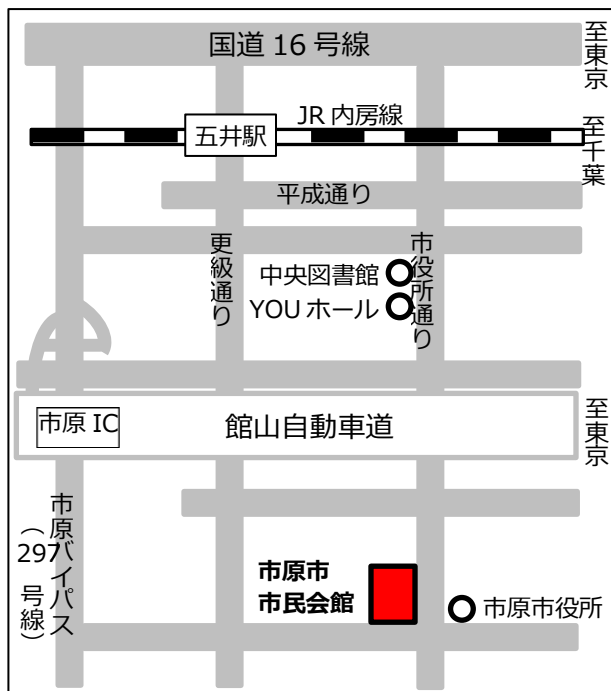 国道 16 号線
至東京
JR 内房線
五井駅
至千葉
平成通り
更級通り
市役所通り
中央図書館
YOU ホール
市原 IC
館山自動車道
至東京
市原バイパス
（297号線）
市原市
市民会館
市原市役所